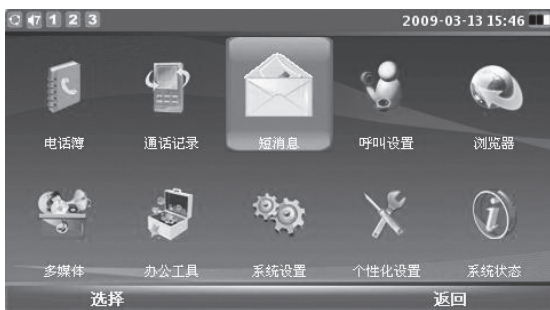 1 2 3 2009-03-13 15:46
电话簿 通话记录 短消息 呼叫设置 浏览器
多媒体 办公工具 系统设置 个性化设置 系统状态
选择 返回